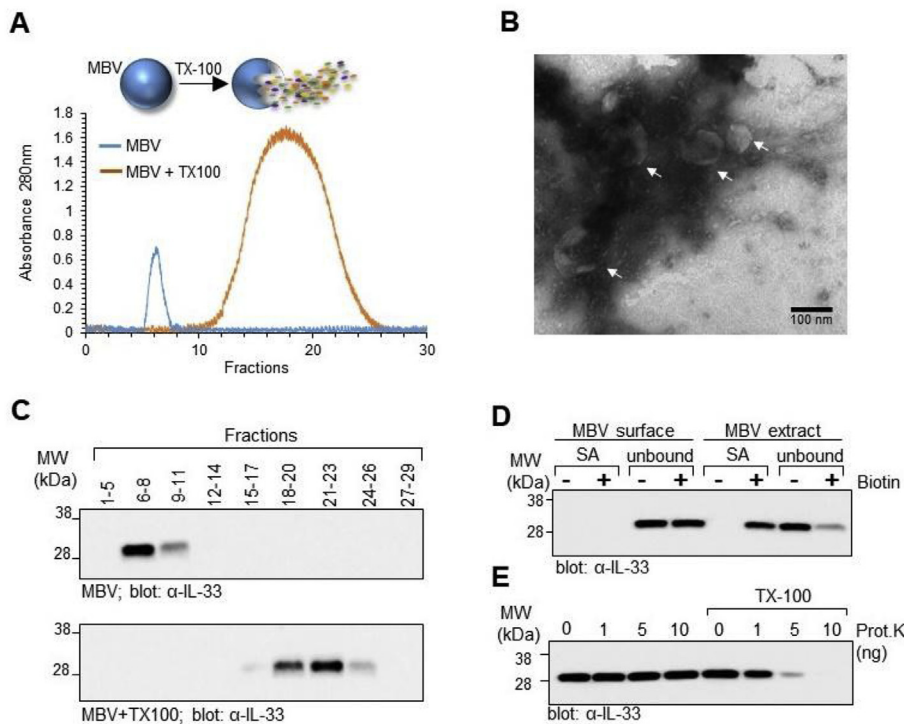 A
MBV TX-100
MBV
MBV + TX100
Absorbance 280nm
1.8
1.6
1.4
1.2
1
0.8
0.6
0.4
0.2
0
0 10 20 30
Fractions
B
100 nm
C
Fractions
MW
(kDa)
1-5 6-8 9-11 12-14 15-17 18-20 21-23 24-26 27-29
38
28
MBV; blot: α-IL-33
38
28
MBV+TX100; blot: α-IL-33
D
MBV surface MBV extract
SA unbound SA unbound
MW
(kDa)
- + - + - + - + Biotin
38
28
blot: α-IL-33
E
TX-100
MW
(kDa)
0 1 5 10 0 1 5 10 Prot.K
(ng)
38
28
blot: α-IL-33